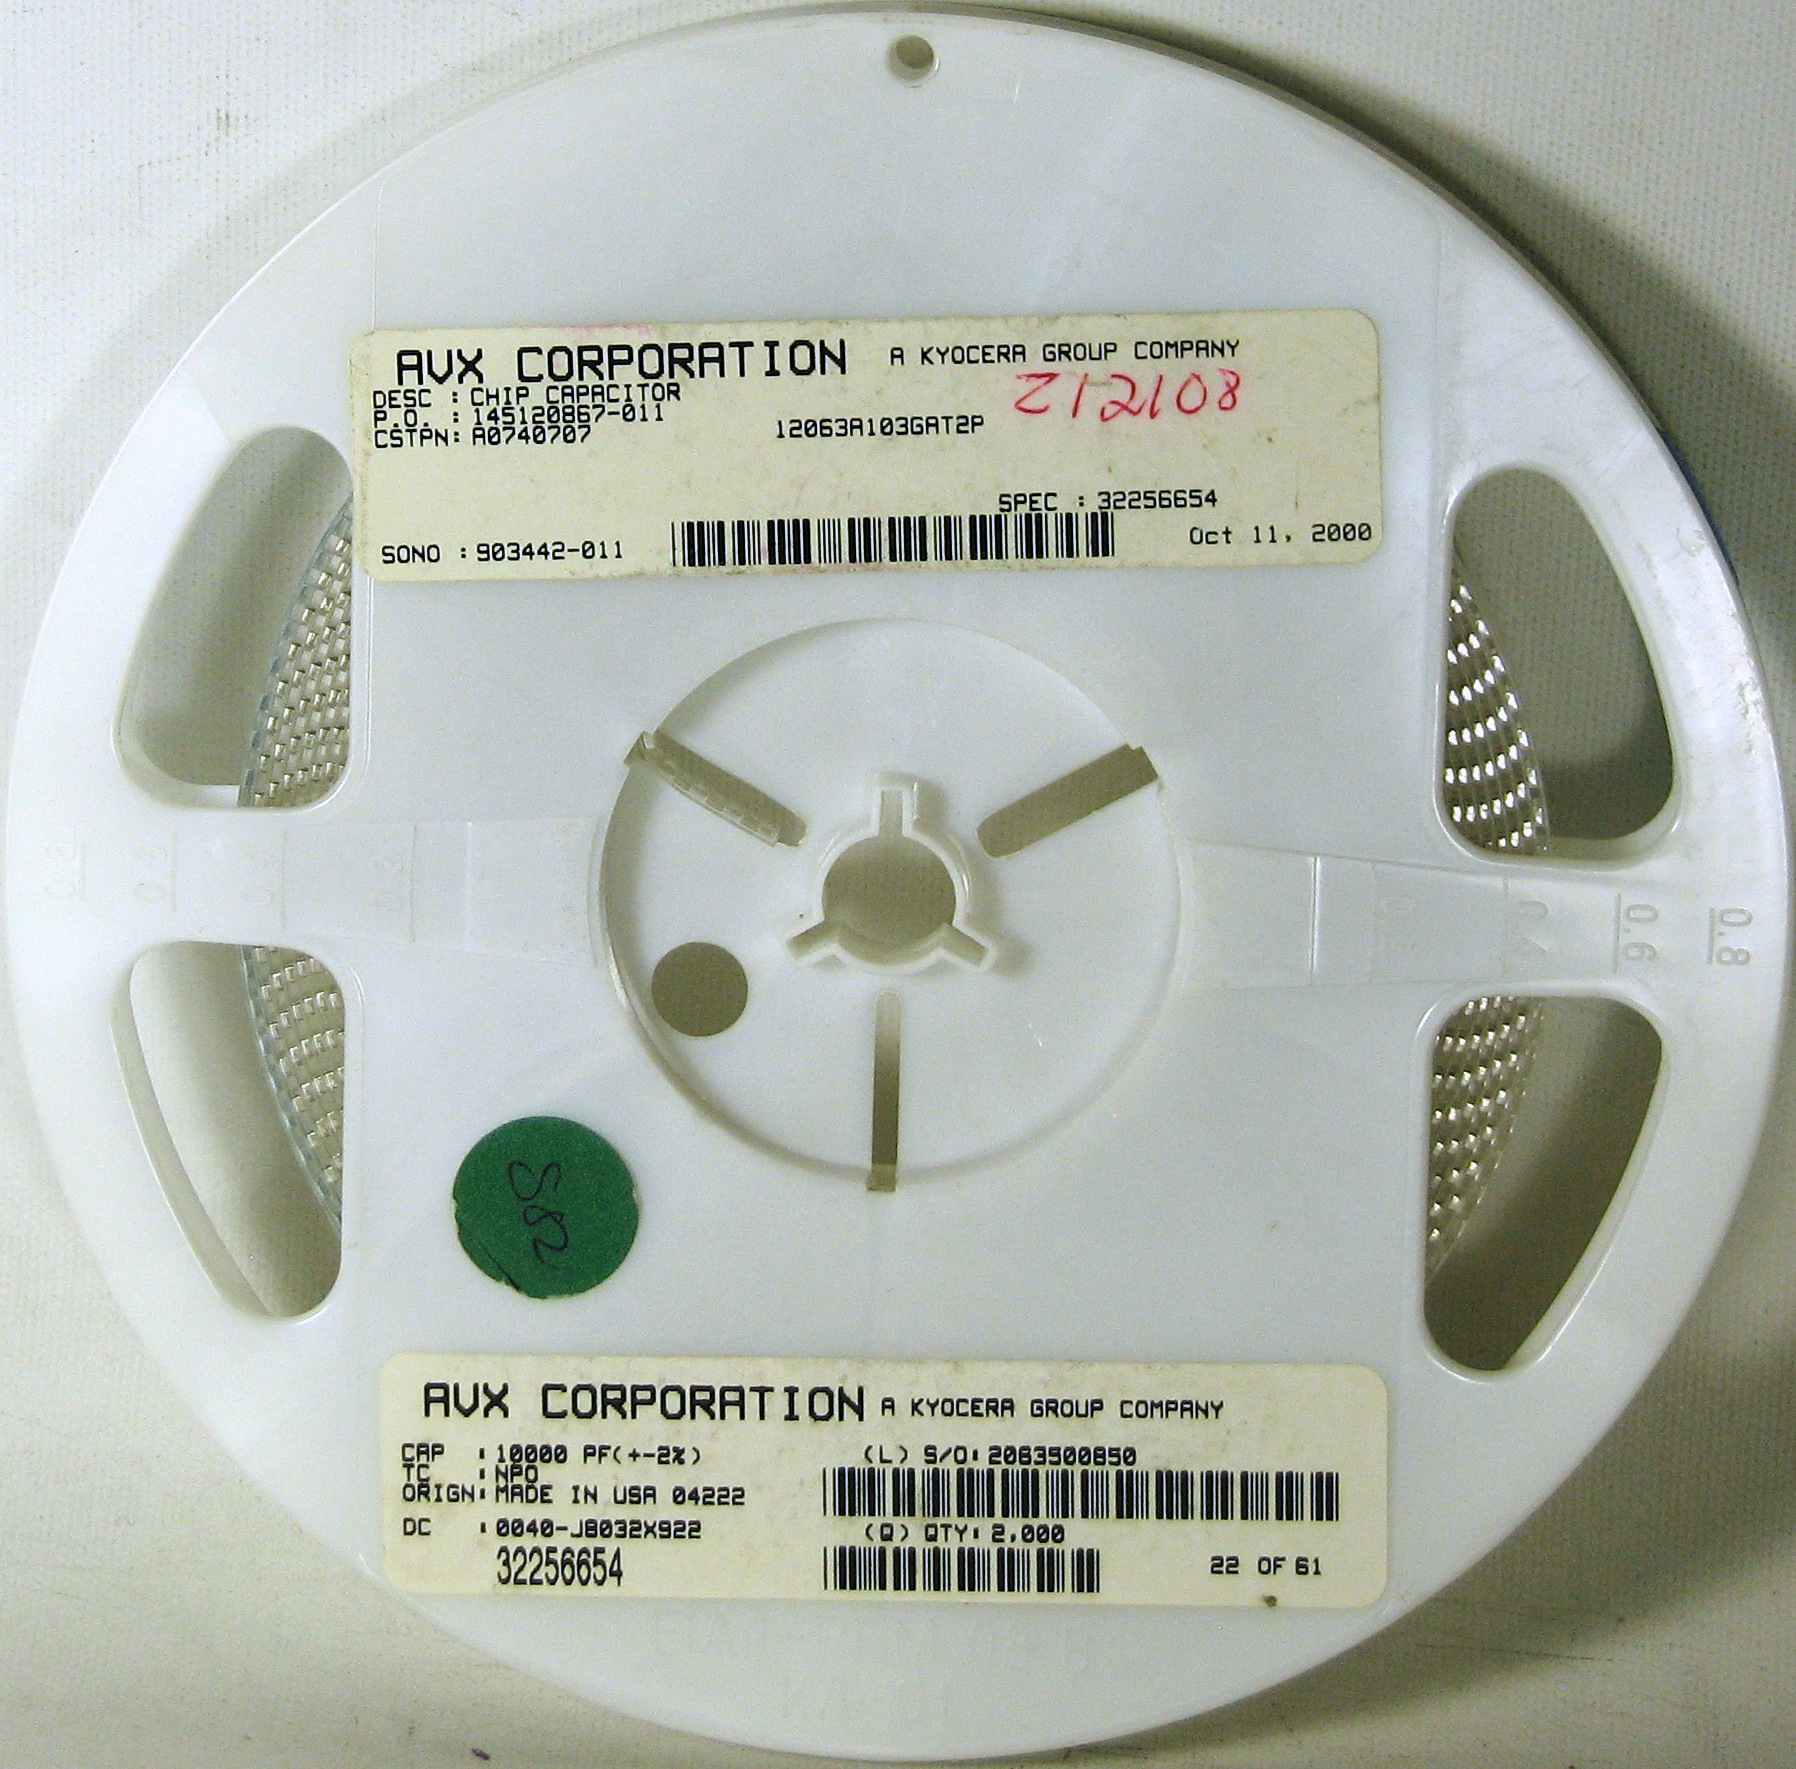 AVX CORPORATION A KYOCERA GROUP COMPANY
Z12108
DESC : CHIP CAPACITOR
P.O. : 145120867-011
CSTPN: A0740707 12063A103GAT2P
SPEC : 32256654
SONO : 903442-011 Oct 11, 2000
0.6
0.8
S82
AVX CORPORATION A KYOCERA GROUP COMPANY
CAP : 10000 PF(+-2%) (L) S/O: 2063500850
TC : NPO
ORIGN: MADE IN USA 04222
DC : 0040-J8032X922 (Q) QTY: 2,000
32256654 22 OF 61